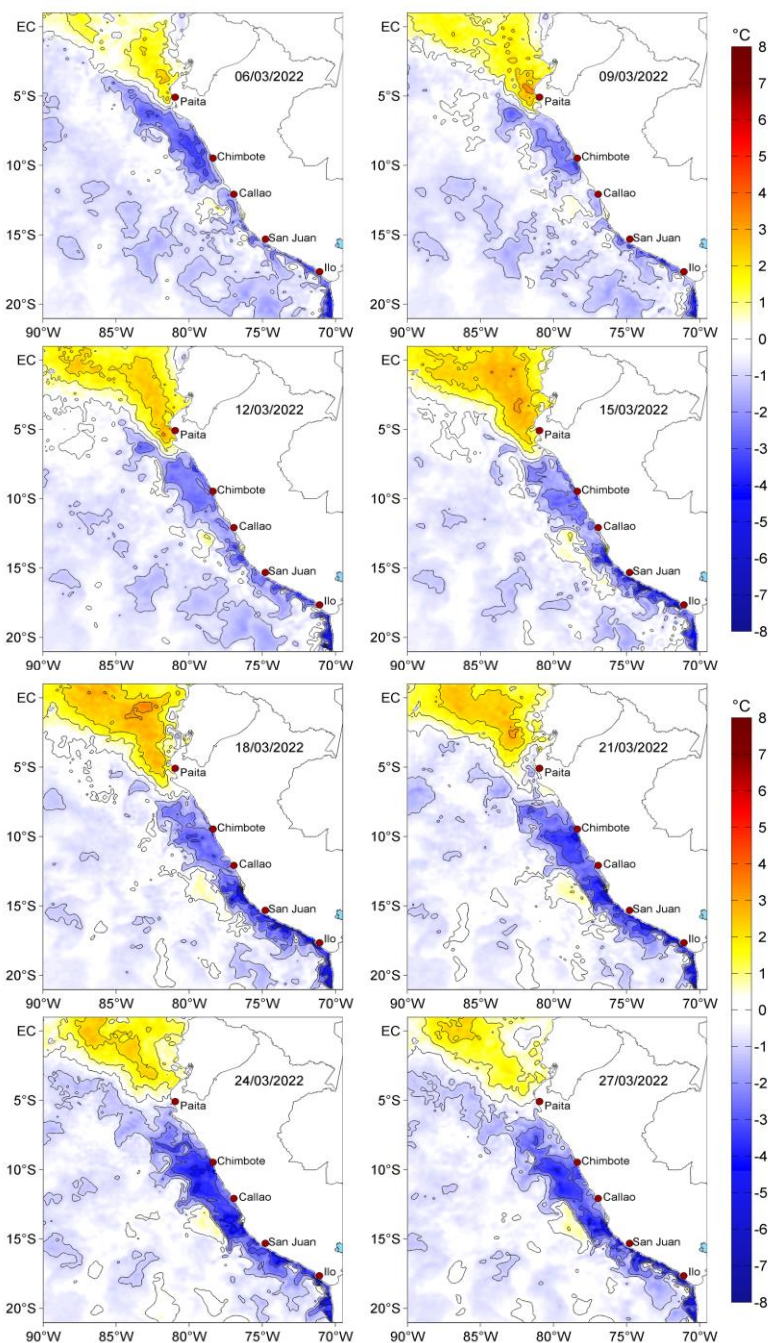 °C
EC
06/03/2022
5°S
Paita
10°S
Chimbote
Callao
15°S
San Juan
Ilo
20°S
90°W 85°W 80°W 75°W 70°W
EC
09/03/2022
5°S
Paita
10°S
Chimbote
Callao
15°S
San Juan
Ilo
20°S
90°W 85°W 80°W 75°W 70°W
EC
12/03/2022
5°S
Paita
10°S
Chimbote
Callao
15°S
San Juan
Ilo
20°S
90°W 85°W 80°W 75°W 70°W
EC
15/03/2022
5°S
Paita
10°S
Chimbote
Callao
15°S
San Juan
Ilo
20°S
90°W 85°W 80°W 75°W 70°W
8
7
6
5
4
3
2
1
0
-1
-2
-3
-4
-5
-6
-7
-8
°C
EC
18/03/2022
5°S
Paita
10°S
Chimbote
Callao
15°S
San Juan
Ilo
20°S
90°W 85°W 80°W 75°W 70°W
EC
21/03/2022
5°S
Paita
10°S
Chimbote
Callao
15°S
San Juan
Ilo
20°S
90°W 85°W 80°W 75°W 70°W
EC
24/03/2022
5°S
Paita
10°S
Chimbote
Callao
15°S
San Juan
Ilo
20°S
90°W 85°W 80°W 75°W 70°W
EC
27/03/2022
5°S
Paita
10°S
Chimbote
Callao
15°S
San Juan
Ilo
20°S
90°W 85°W 80°W 75°W 70°W
8
7
6
5
4
3
2
1
0
-1
-2
-3
-4
-5
-6
-7
-8